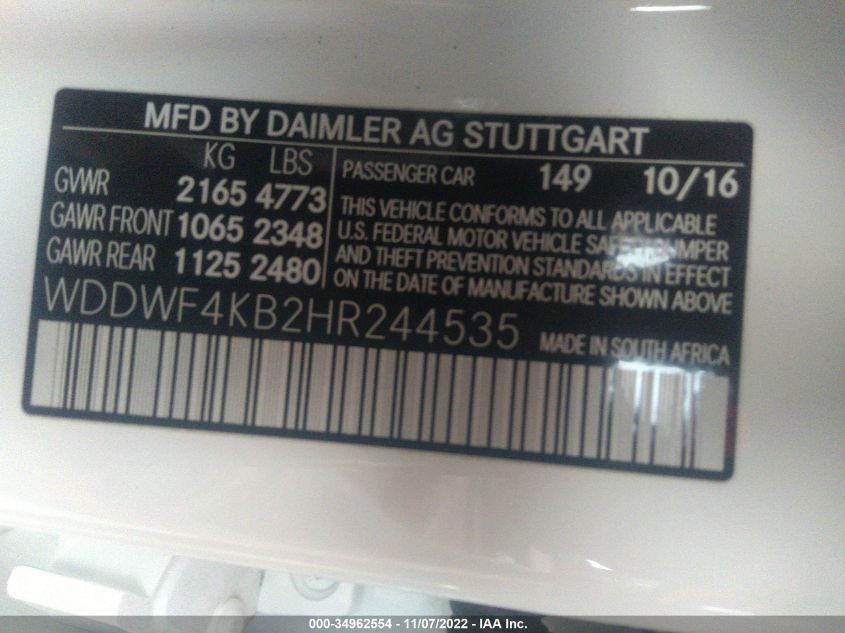 MFD BY DAIMLER AG STUTTGART
KG LBS
GVWR 2165 4773
GAWR FRONT 1065 2348
GAWR REAR 1125 2480
PASSENGER CAR 149 10/16
THIS VEHICLE CONFORMS TO ALL APPLICABLE
U.S. FEDERAL MOTOR VEHICLE SAFETY BUMPER
AND THEFT PREVENTION STANDARDS IN EFFECT
ON THE DATE OF MANUFACTURE SHOWN ABOVE
WDDWF4KB2HR244535
MADE IN SOUTH AFRICA
000-34962554 - 11/07/2022 - IAA Inc.